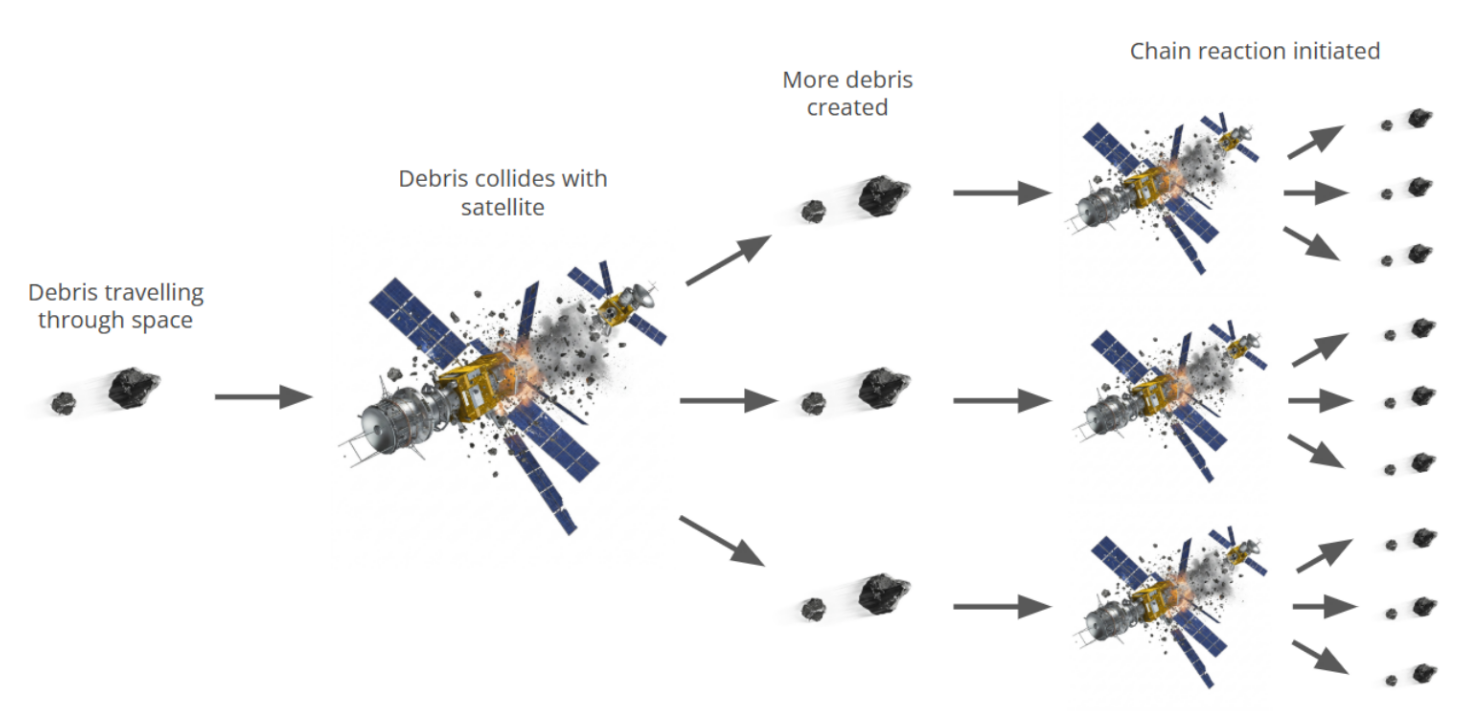 Debris travelling
through space
Debris collides with
satellite
More debris
created
Chain reaction initiated